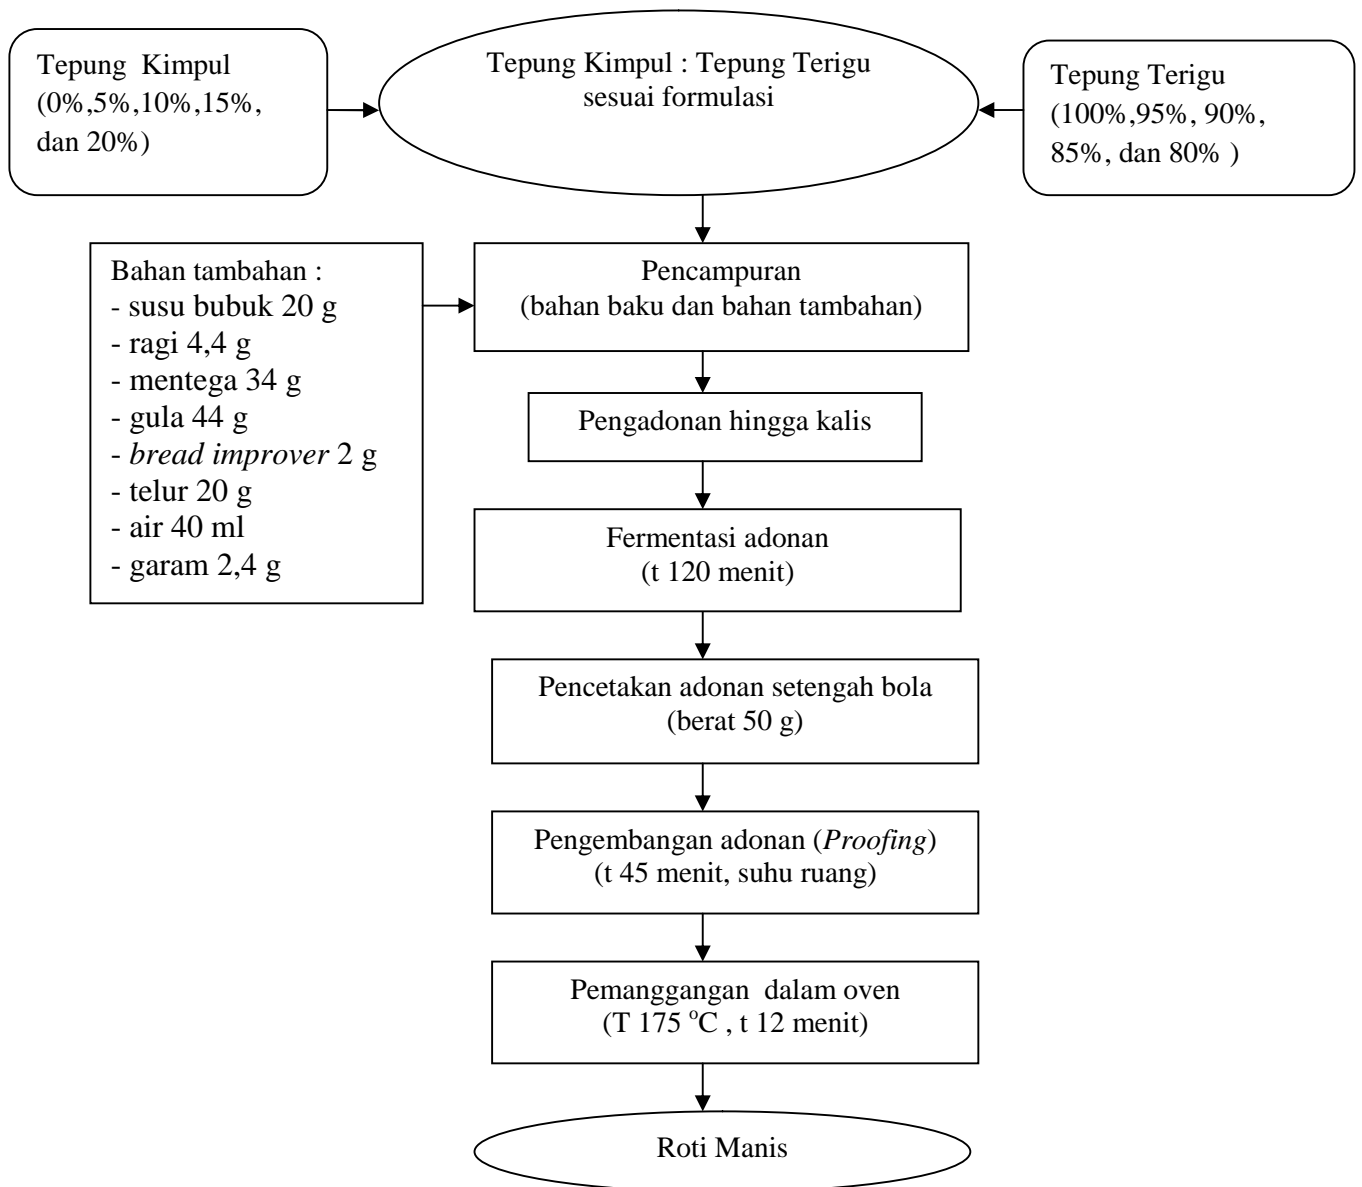 Tepung Kimpul
(0%,5%,10%,15%,
dan 20%)
Tepung Kimpul : Tepung Terigu
sesuai formulasi
Tepung Terigu
(100%,95%, 90%,
85%, dan 80% )
Bahan tambahan :
- susu bubuk 20 g
- ragi 4,4 g
- mentega 34 g
- gula 44 g
- bread improver 2 g
- telur 20 g
- air 40 ml
- garam 2,4 g
Pencampuran
(bahan baku dan bahan tambahan)
Pengadonan hingga kalis
Fermentasi adonan
(t 120 menit)
Pencetakan adonan setengah bola
(berat 50 g)
Pengembangan adonan (Proofing)
(t 45 menit, suhu ruang)
Pemanggangan dalam oven
(T 175 °C , t 12 menit)
Roti Manis